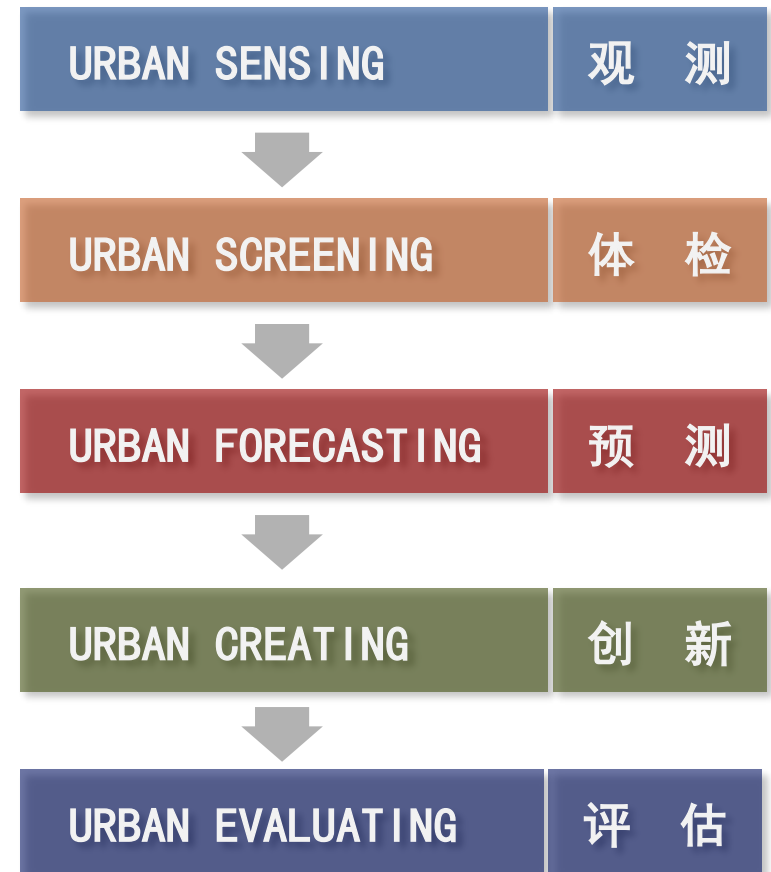 URBAN SENSING 观 测
URBAN SCREENING 体 检
URBAN FORECASTING 预 测
URBAN CREATING 创 新
URBAN EVALUATING 评 估